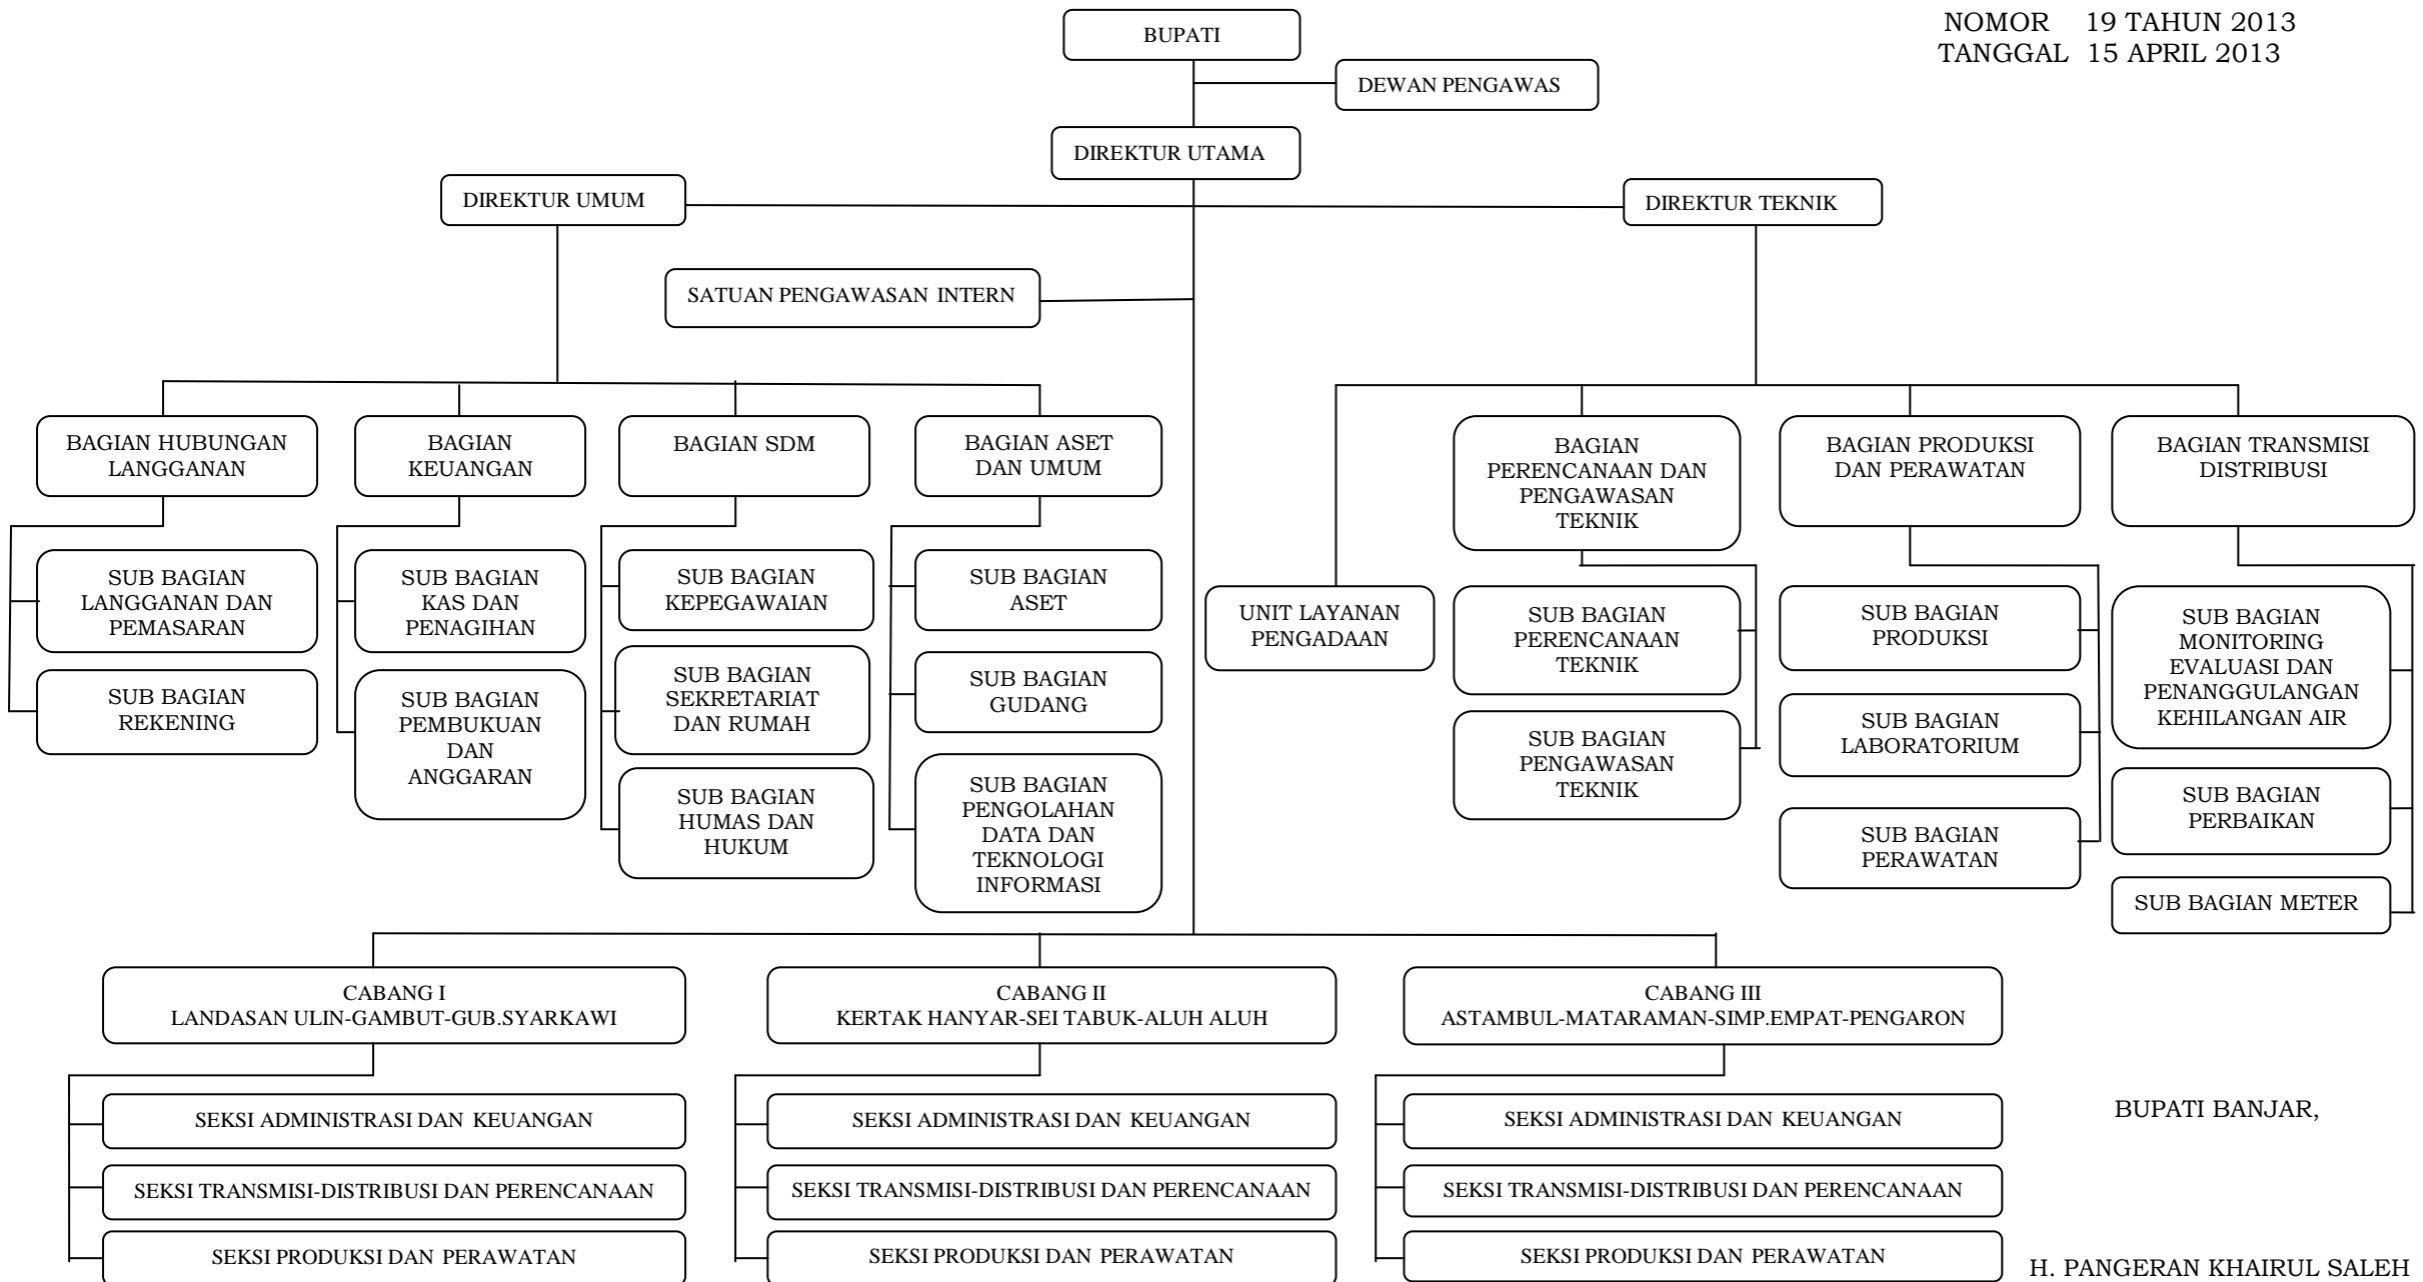 NOMOR 19 TAHUN 2013
TANGGAL 15 APRIL 2013
BUPATI
DEWAN PENGAWAS
DIREKTUR UTAMA
DIREKTUR UMUM
DIREKTUR TEKNIK
SATUAN PENGAWASAN INTERN
BAGIAN HUBUNGAN
LANGGANAN
BAGIAN
KEUANGAN
BAGIAN SDM
BAGIAN ASET
DAN UMUM
BAGIAN
PERENCANAAN DAN
PENGAWASAN
TEKNIK
BAGIAN PRODUKSI
DAN PERAWATAN
BAGIAN TRANSMISI
DISTRIBUSI
SUB BAGIAN
LANGGANAN DAN
PEMASARAN
SUB BAGIAN
REKENING
SUB BAGIAN
KAS DAN
PENAGIHAN
SUB BAGIAN
PEMBUKUAN
DAN
ANGGARAN
SUB BAGIAN
KEPEGAWAIAN
SUB BAGIAN
SEKRETARIAT
DAN RUMAH
SUB BAGIAN
HUMAS DAN
HUKUM
SUB BAGIAN
ASET
SUB BAGIAN
GUDANG
SUB BAGIAN
PENGOLAHAN
DATA DAN
TEKNOLOGI
INFORMASI
UNIT LAYANAN
PENGADAAN
SUB BAGIAN
PERENCANAAN
TEKNIK
SUB BAGIAN
PENGAWASAN
TEKNIK
SUB BAGIAN
PRODUKSI
SUB BAGIAN
LABORATORIUM
SUB BAGIAN
PERAWATAN
SUB BAGIAN
MONITORING
EVALUASI DAN
PENANGGULANGAN
KEHILANGAN AIR
SUB BAGIAN
PERBAIKAN
SUB BAGIAN METER
CABANG I
LANDASAN ULIN-GAMBUT-GUB.SYARKAWI
SEKSI ADMINISTRASI DAN KEUANGAN
SEKSI TRANSMISI-DISTRIBUSI DAN PERENCANAAN
SEKSI PRODUKSI DAN PERAWATAN
CABANG II
KERTAK HANYAR-SEI TABUK-ALUH ALUH
SEKSI ADMINISTRASI DAN KEUANGAN
SEKSI TRANSMISI-DISTRIBUSI DAN PERENCANAAN
SEKSI PRODUKSI DAN PERAWATAN
CABANG III
ASTAMBUL-MATARAMAN-SIMP.EMPAT-PENGARON
SEKSI ADMINISTRASI DAN KEUANGAN
SEKSI TRANSMISI-DISTRIBUSI DAN PERENCANAAN
SEKSI PRODUKSI DAN PERAWATAN
BUPATI BANJAR,
H. PANGERAN KHAIRUL SALEH